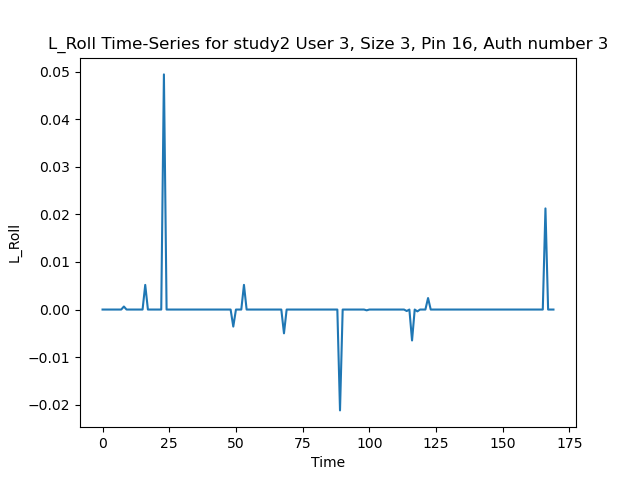 L_Roll Time-Series for study2 User 3, Size 3, Pin 16, Auth number 3
0.05
0.04
0.03
0.02
0.01
0.00
−0.01
−0.02
L_Roll
0 25 50 75 100 125 150 175
Time